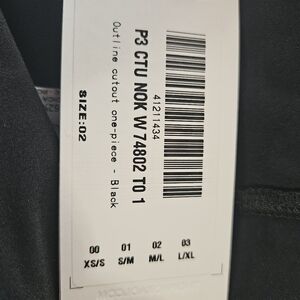 41211434
P3 CTU NOK W 74802 TO 1
Outline cutout one-piece - Black
SIZE:02
00 01 02 03
XS/S S/M M/L L/XL